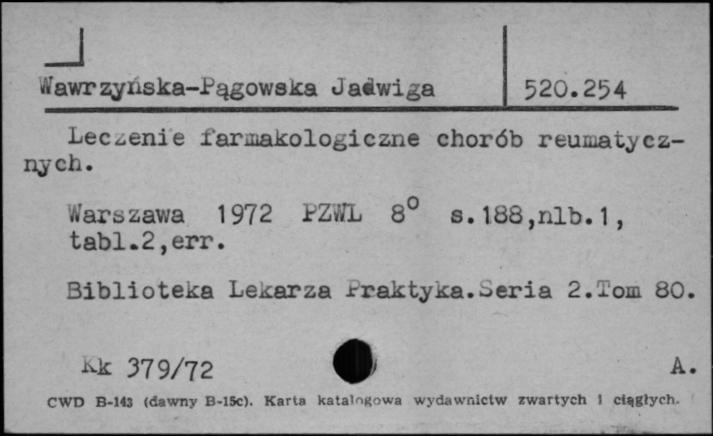 Wawrzyńska-Pągowska Jadwiga 520.254
Leczenie farmakologiczne chorób reumatycz-
nych.
Warszawa 1972 PZWL 8° s.188,nlb.1,
tabl.2,err.
Biblioteka Lekarza Praktyka.Seria 2.Tom 80.
Kk 379/72 A.
CWD B-143 (dawny B-15c). Karta katalogowa wydawnictw zwartych i ciągłych.